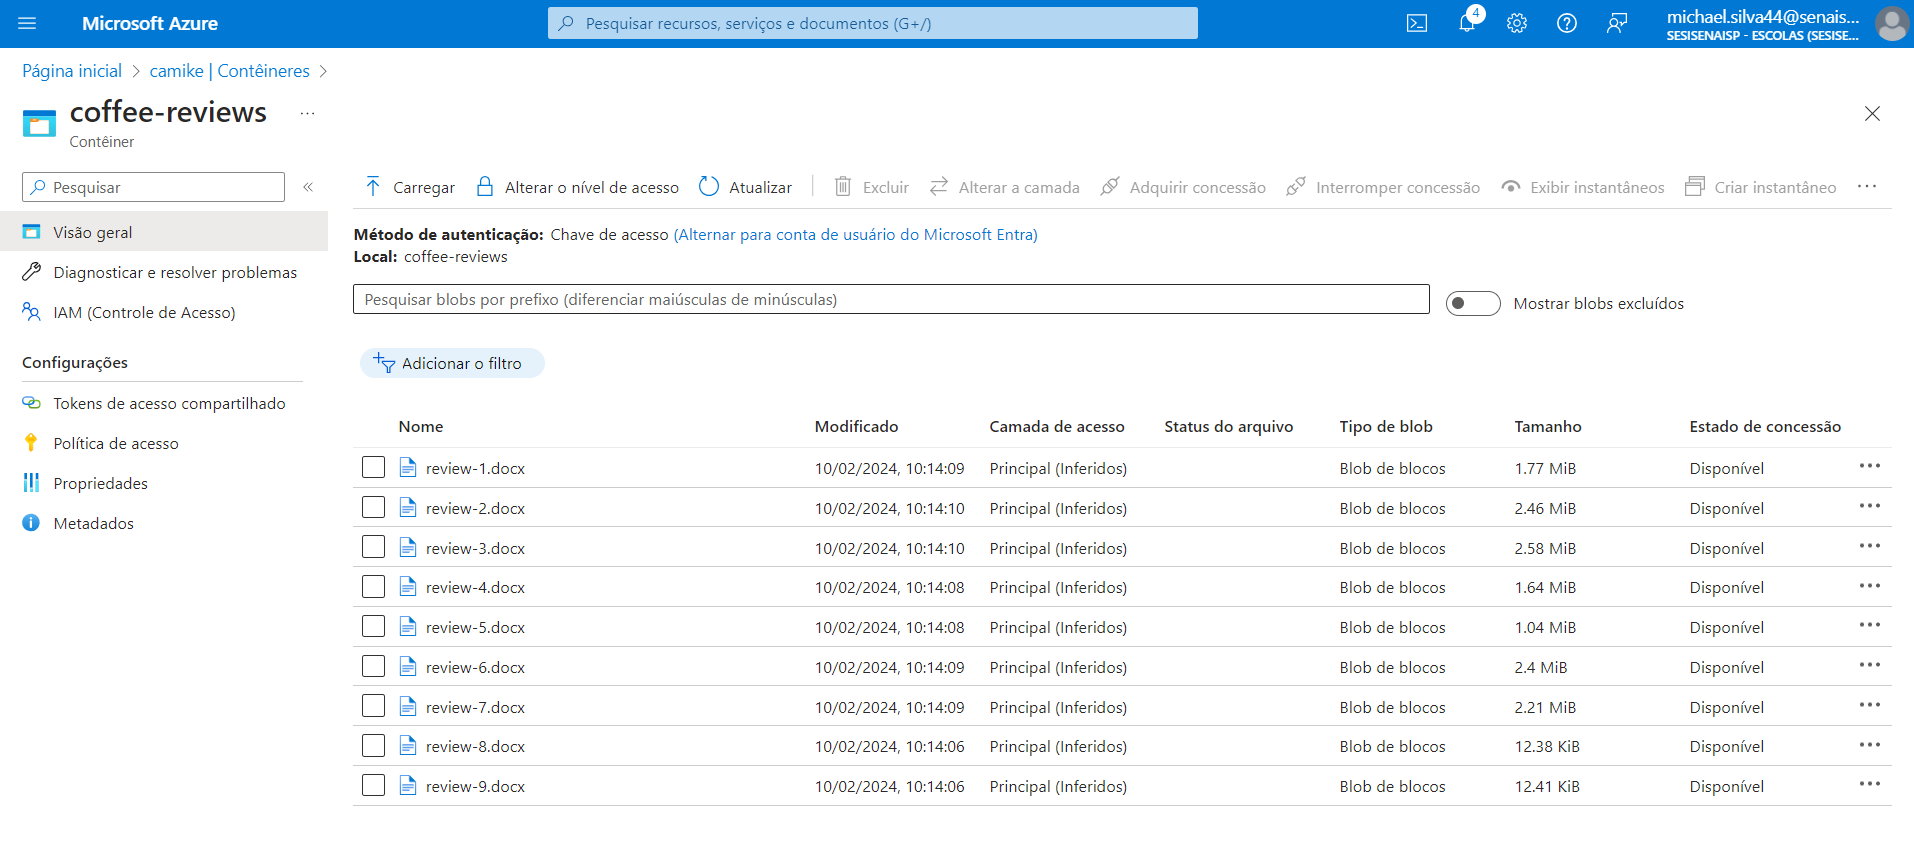 Microsoft Azure
Pesquisar recursos, serviços e documentos (G+/)
4
michael.silva44@senais...
SESISENAISP - ESCOLAS (SESISE...
Página inicial > camike | Contêineres >
coffee-reviews ...
Contêiner
Pesquisar «
Carregar Alterar o nível de acesso Atualizar Excluir Alterar a camada Adquirir concessão Interromper concessão Exibir instantâneos Criar instantâneo ...
Visão geral
Diagnosticar e resolver problemas
IAM (Controle de Acesso)
Configurações
Tokens de acesso compartilhado
Política de acesso
Propriedades
Metadados
Método de autenticação: Chave de acesso (Alternar para conta de usuário do Microsoft Entra)
Local: coffee-reviews
Pesquisar blobs por prefixo (diferenciar maiúsculas de minúsculas)
Mostrar blobs excluídos
Adicionar o filtro
Nome Modificado Camada de acesso Status do arquivo Tipo de blob Tamanho Estado de concessão
review-1.docx 10/02/2024, 10:14:09 Principal (Inferidos) Blob de blocos 1.77 MiB Disponível ...
review-2.docx 10/02/2024, 10:14:10 Principal (Inferidos) Blob de blocos 2.46 MiB Disponível ...
review-3.docx 10/02/2024, 10:14:10 Principal (Inferidos) Blob de blocos 2.58 MiB Disponível ...
review-4.docx 10/02/2024, 10:14:08 Principal (Inferidos) Blob de blocos 1.64 MiB Disponível ...
review-5.docx 10/02/2024, 10:14:08 Principal (Inferidos) Blob de blocos 1.04 MiB Disponível ...
review-6.docx 10/02/2024, 10:14:09 Principal (Inferidos) Blob de blocos 2.4 MiB Disponível ...
review-7.docx 10/02/2024, 10:14:09 Principal (Inferidos) Blob de blocos 2.21 MiB Disponível ...
review-8.docx 10/02/2024, 10:14:06 Principal (Inferidos) Blob de blocos 12.38 KiB Disponível ...
review-9.docx 10/02/2024, 10:14:06 Principal (Inferidos) Blob de blocos 12.41 KiB Disponível ...